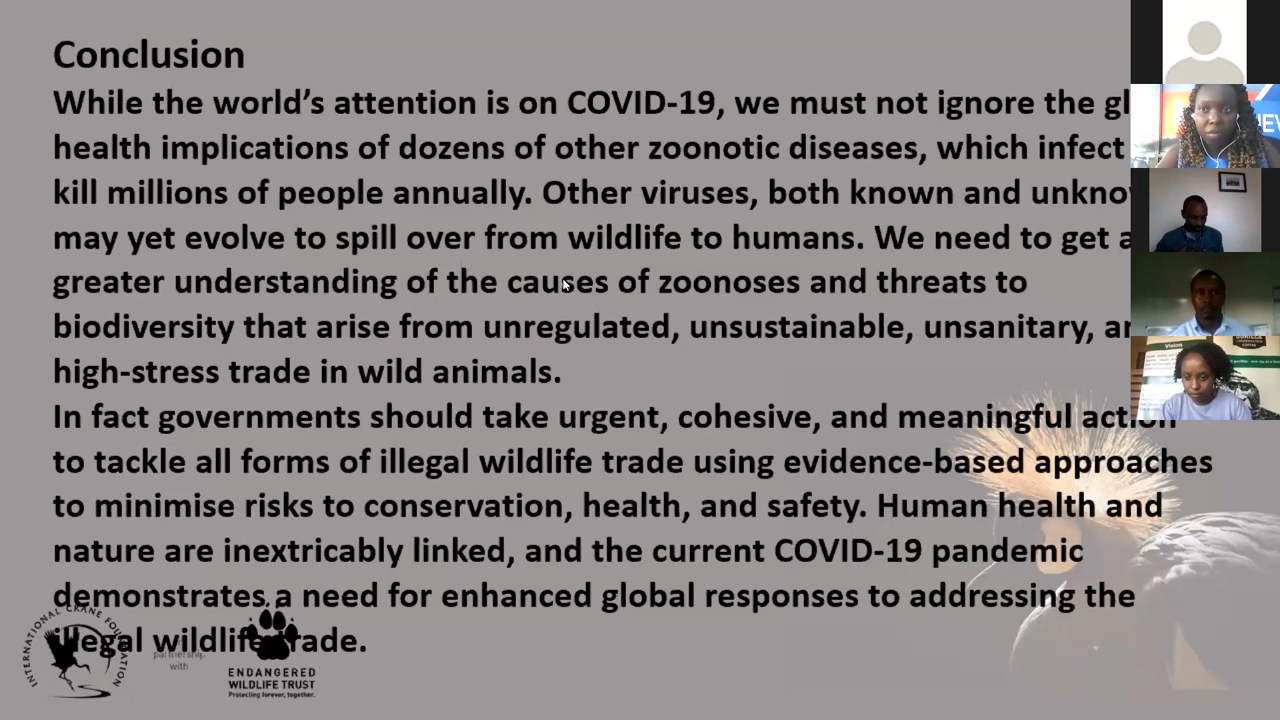 Conclusion
While the world's attention is on COVID-19, we must not ignore the gl
health implications of dozens of other zoonotic diseases, which infect
kill millions of people annually. Other viruses, both known and unkno
may yet evolve to spill over from wildlife to humans. We need to get a
greater understanding of the causes of zoonoses and threats to
biodiversity that arise from unregulated, unsustainable, unsanitary, an
high-stress trade in wild animals.
In fact governments should take urgent, cohesive, and meaningful action
to tackle all forms of illegal wildlife trade using evidence-based approaches
to minimise risks to conservation, health, and safety. Human health and
nature are inextricably linked, and the current COVID-19 pandemic
demonstrates a need for enhanced global responses to addressing the
illegal wildlife trade.
INTERNATIONAL CRANE FOUNDATION
partnership
with
ENDANGERED
WILDLIFE TRUST
Protecting forever, together.
Vision